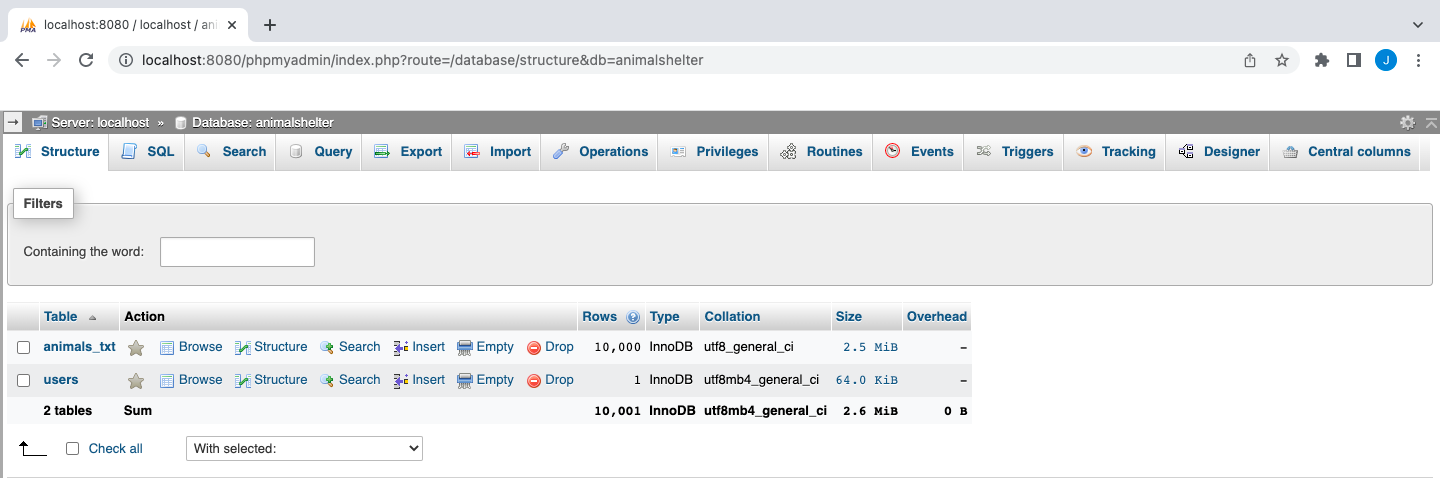 localhost:8080 / localhost / ani
localhost:8080/phpmyadmin/index.php?route=/database/structure&db=animalshelter
J
Server: localhost » Database: animalshelter
Structure SQL Search Query Export Import Operations Privileges Routines Events Triggers Tracking Designer Central columns
Filters
Containing the word:
Table Action Rows Type Collation Size Overhead
animals_txt Browse Structure Search Insert Empty Drop 10,000 InnoDB utf8_general_ci 2.5 MiB –
users Browse Structure Search Insert Empty Drop 1 InnoDB utf8mb4_general_ci 64.0 KiB –
2 tables Sum 10,001 InnoDB utf8mb4_general_ci 2.6 MiB 0 B
Check all With selected: